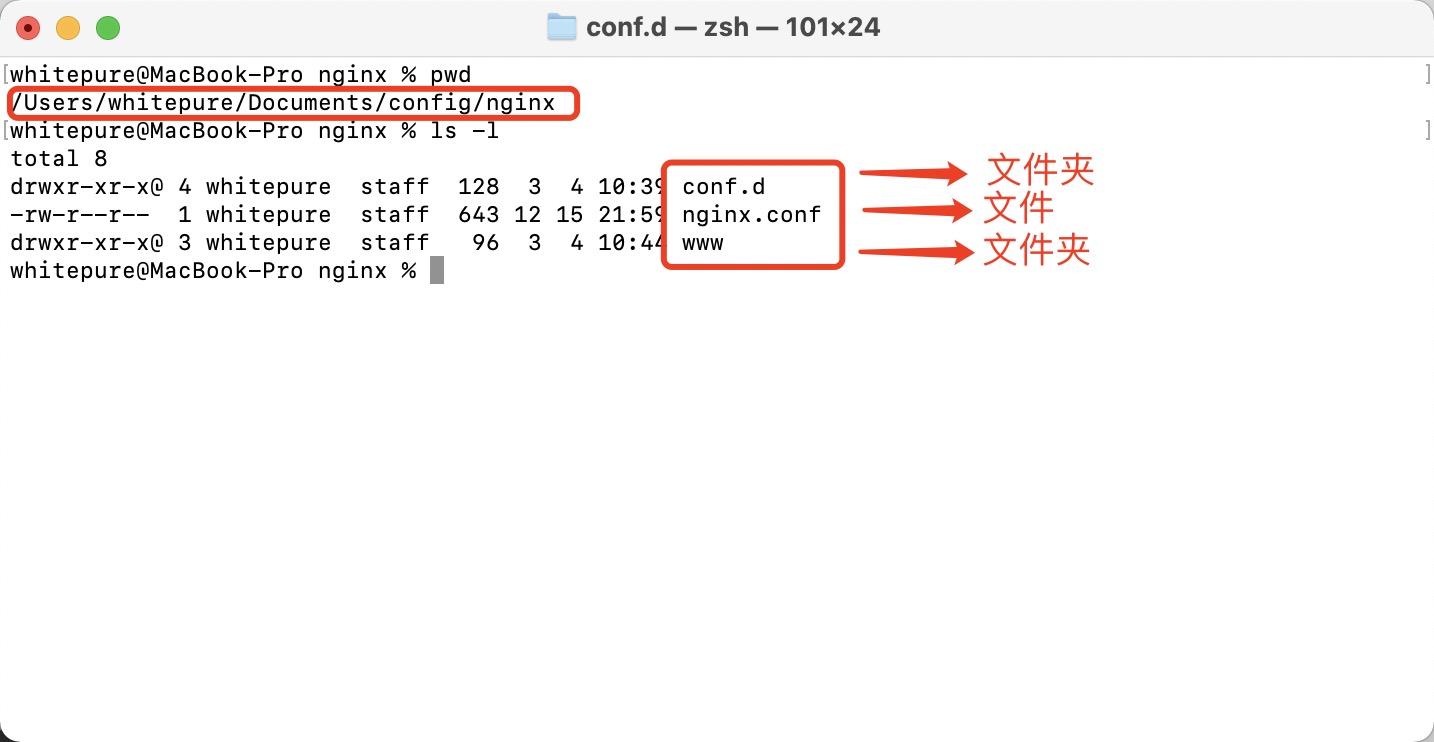 conf.d — zsh — 101×24
[whitepure@MacBook-Pro nginx % pwd ]
/Users/whitepure/Documents/config/nginx
[whitepure@MacBook-Pro nginx % ls -l ]
total 8
drwxr-xr-x@ 4 whitepure  staff  128  3  4 10:39 conf.d 文件夹
-rw-r--r--  1 whitepure  staff  643 12 15 21:59 nginx.conf 文件
drwxr-xr-x@ 3 whitepure  staff   96  3  4 10:44 www 文件夹
whitepure@MacBook-Pro nginx %